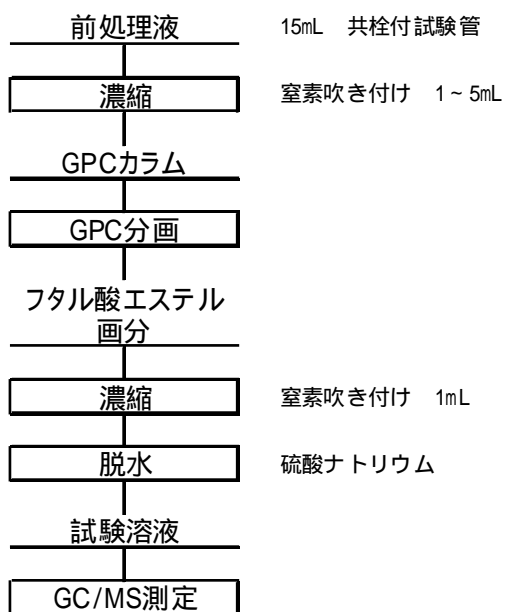 前処理液 15mL 共栓付試験管
濃縮 窒素吹き付け 1~5mL
GPCカラム
GPC分画
フタル酸エステル
画分
濃縮 窒素吹き付け 1mL
脱水 硫酸ナトリウム
試験溶液
GC/MS測定